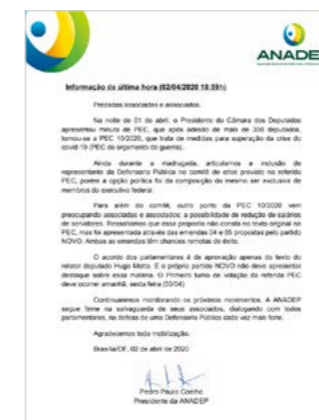 ANADEP
Informação de última hora (02/04/2020 18:59h)
Prezadas associadas e associados,
Na noite de 01 de abril, o Presidente da Câmara dos Deputados
apresentou minuta de PEC, que após adesão de mais de 308 deputados,
tornou-se a PEC 10/2020, que trata de medidas para superação da crise do
covid-19 (PEC do orçamento de guerra).
Ainda durante a madrugada, articulamos a inclusão de
representante da Defensoria Pública no comitê de crise previsto na referida
PEC, porém a opção política foi da composição do mesmo ser exclusiva de
membros do executivo federal.
Para além do comitê, outro ponto da PEC 10/2020 vem
preocupando associadas e associados: a possibilidade de redução de salários
de servidores. Ressaltamos que essa proposta não consta no texto original na
PEC, mas foi apresentada através das emendas 04 e 05 propostas pelo partido
NOVO. Ambas as emendas têm chances remotas de êxito.
O acordo dos parlamentares é de aprovação apenas do texto do
relator deputado Hugo Motta. E o próprio partido NOVO não deve apresentar
destaque sobre essa matéria. O Primeiro turno de votação da referida PEC
deve ocorrer amanhã, sexta feira (03/04)
Continuaremos monitorando os próximos movimentos. A ANADEP
segue firme na salvaguarda de seus associados, dialogando com todos
parlamentares, na defesa de uma Defensoria Pública cada vez mais forte.
Agradecemos toda mobilização.
Brasília/DF, 02 de abril de 2020
Pedro Paulo Coelho
Presidente da ANADEP